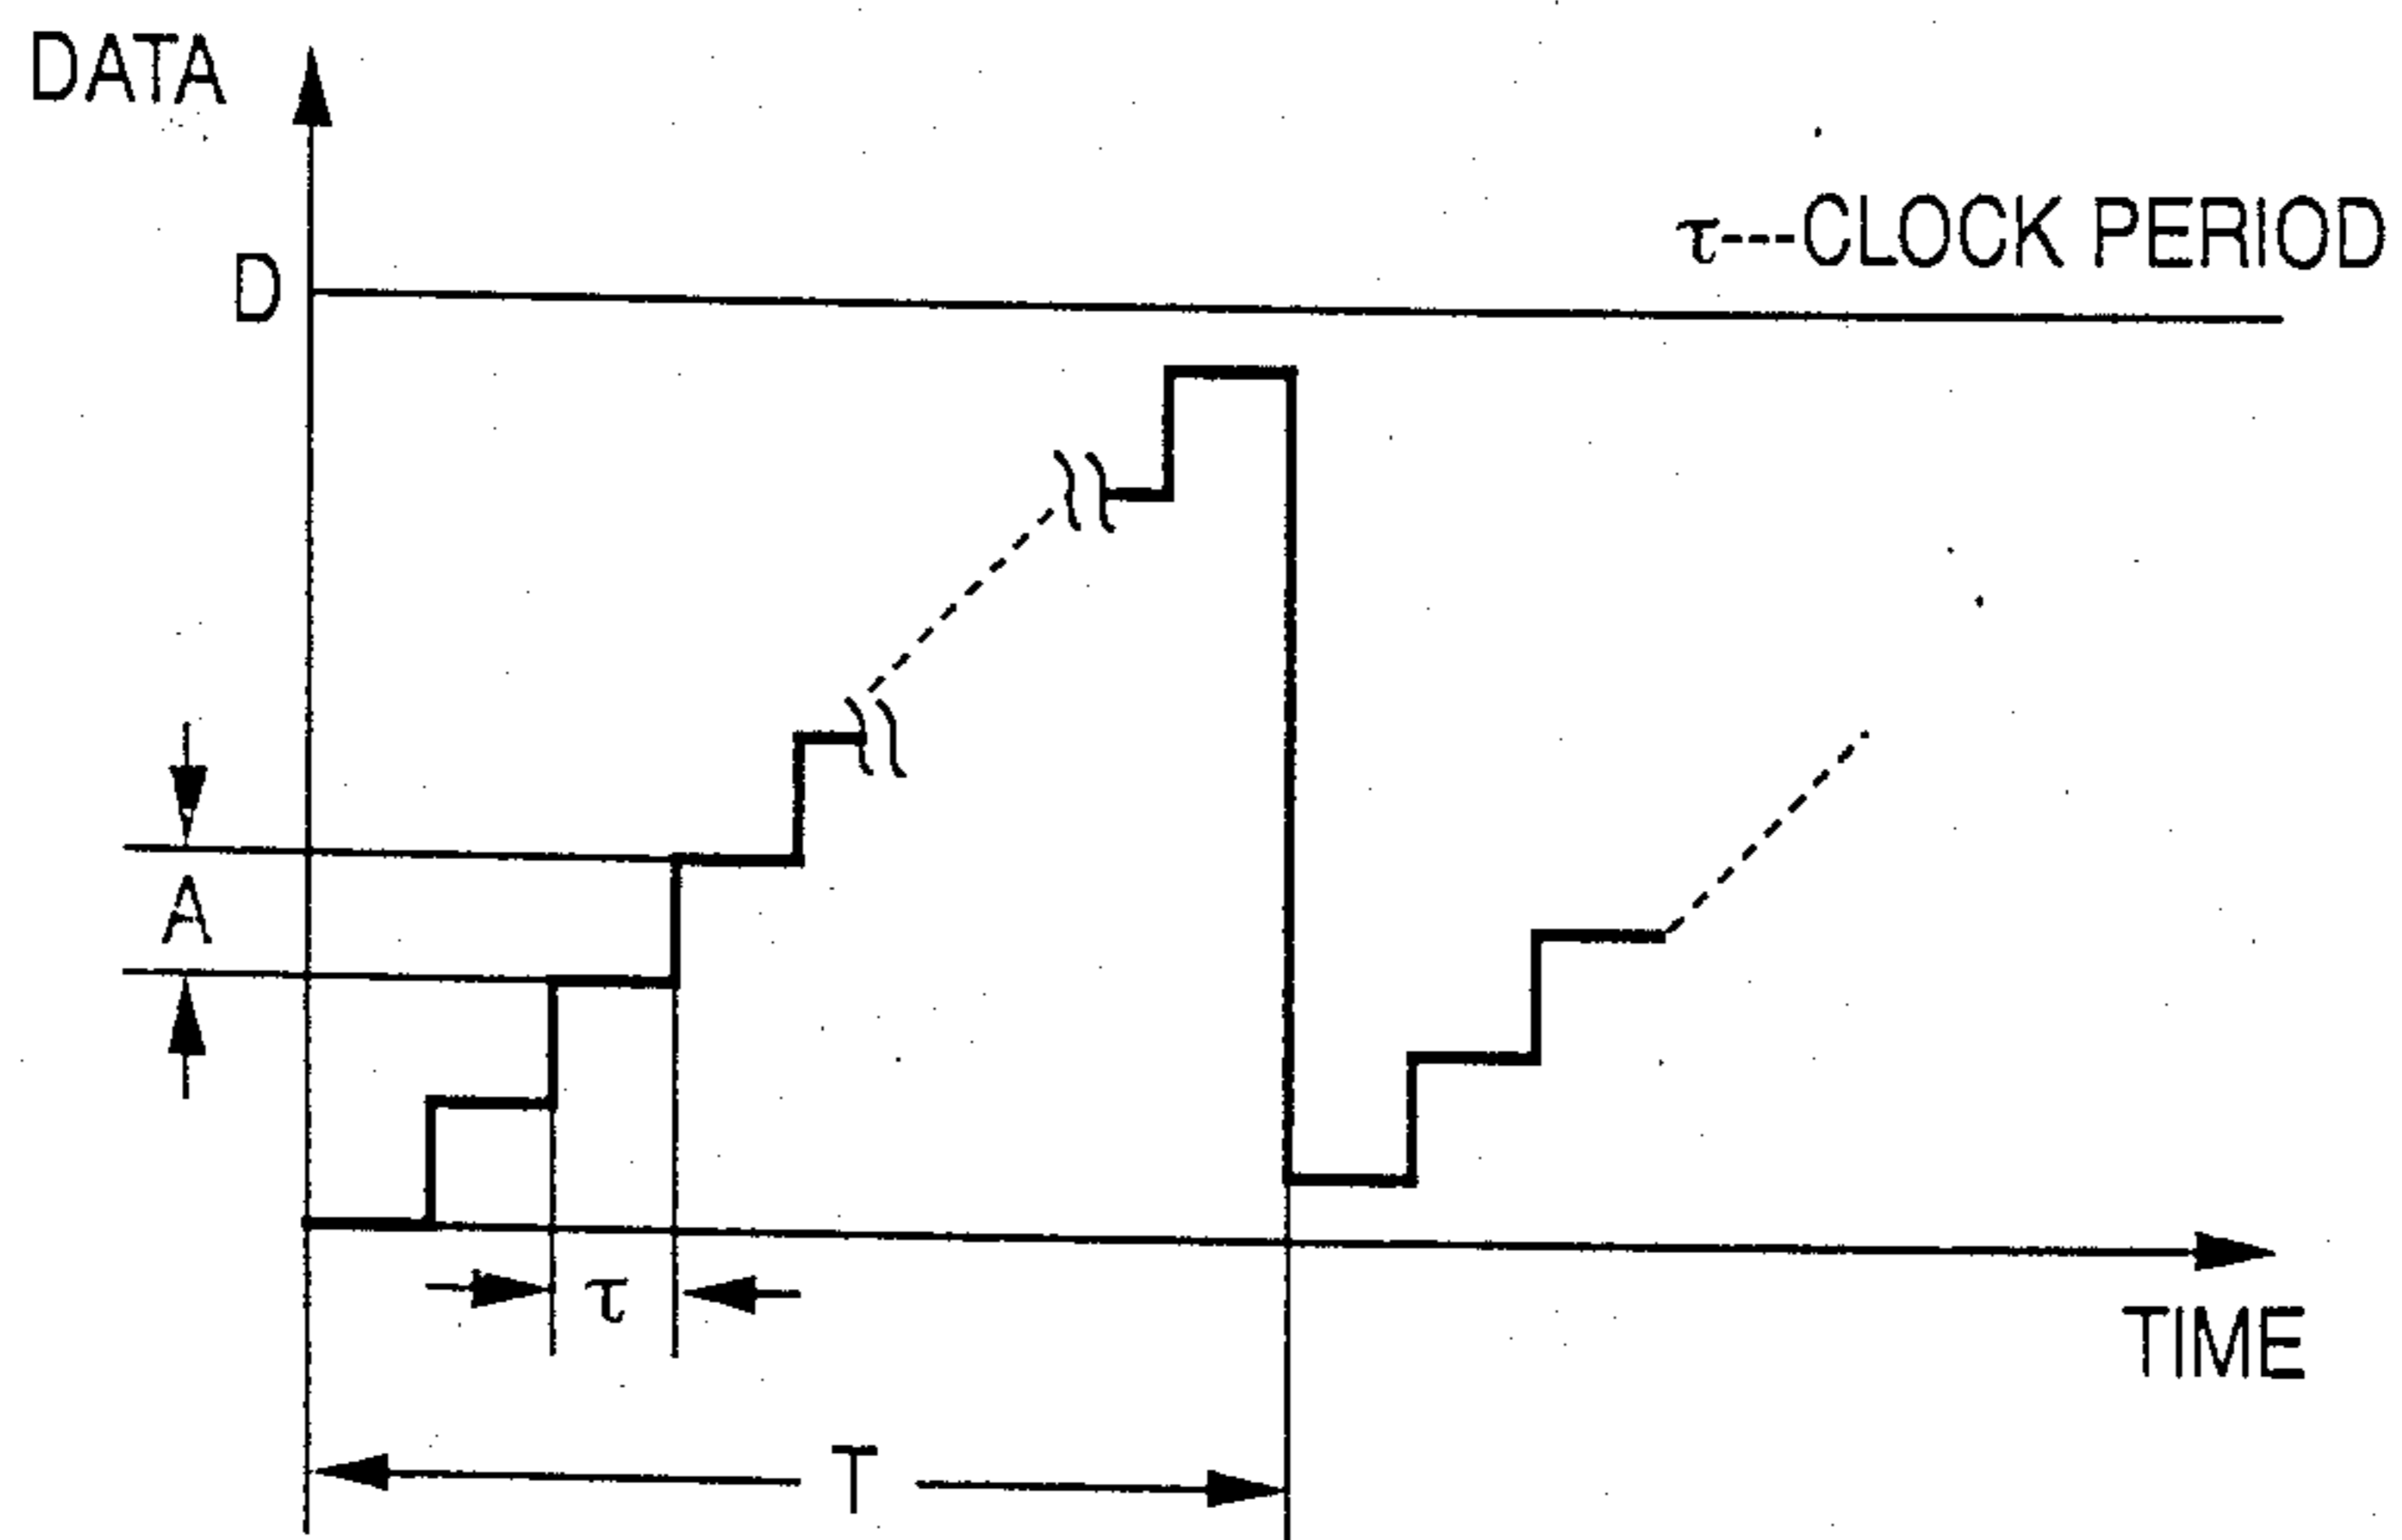 DATA
τ---CLOCK PERIOD
D
A
τ
TIME
T